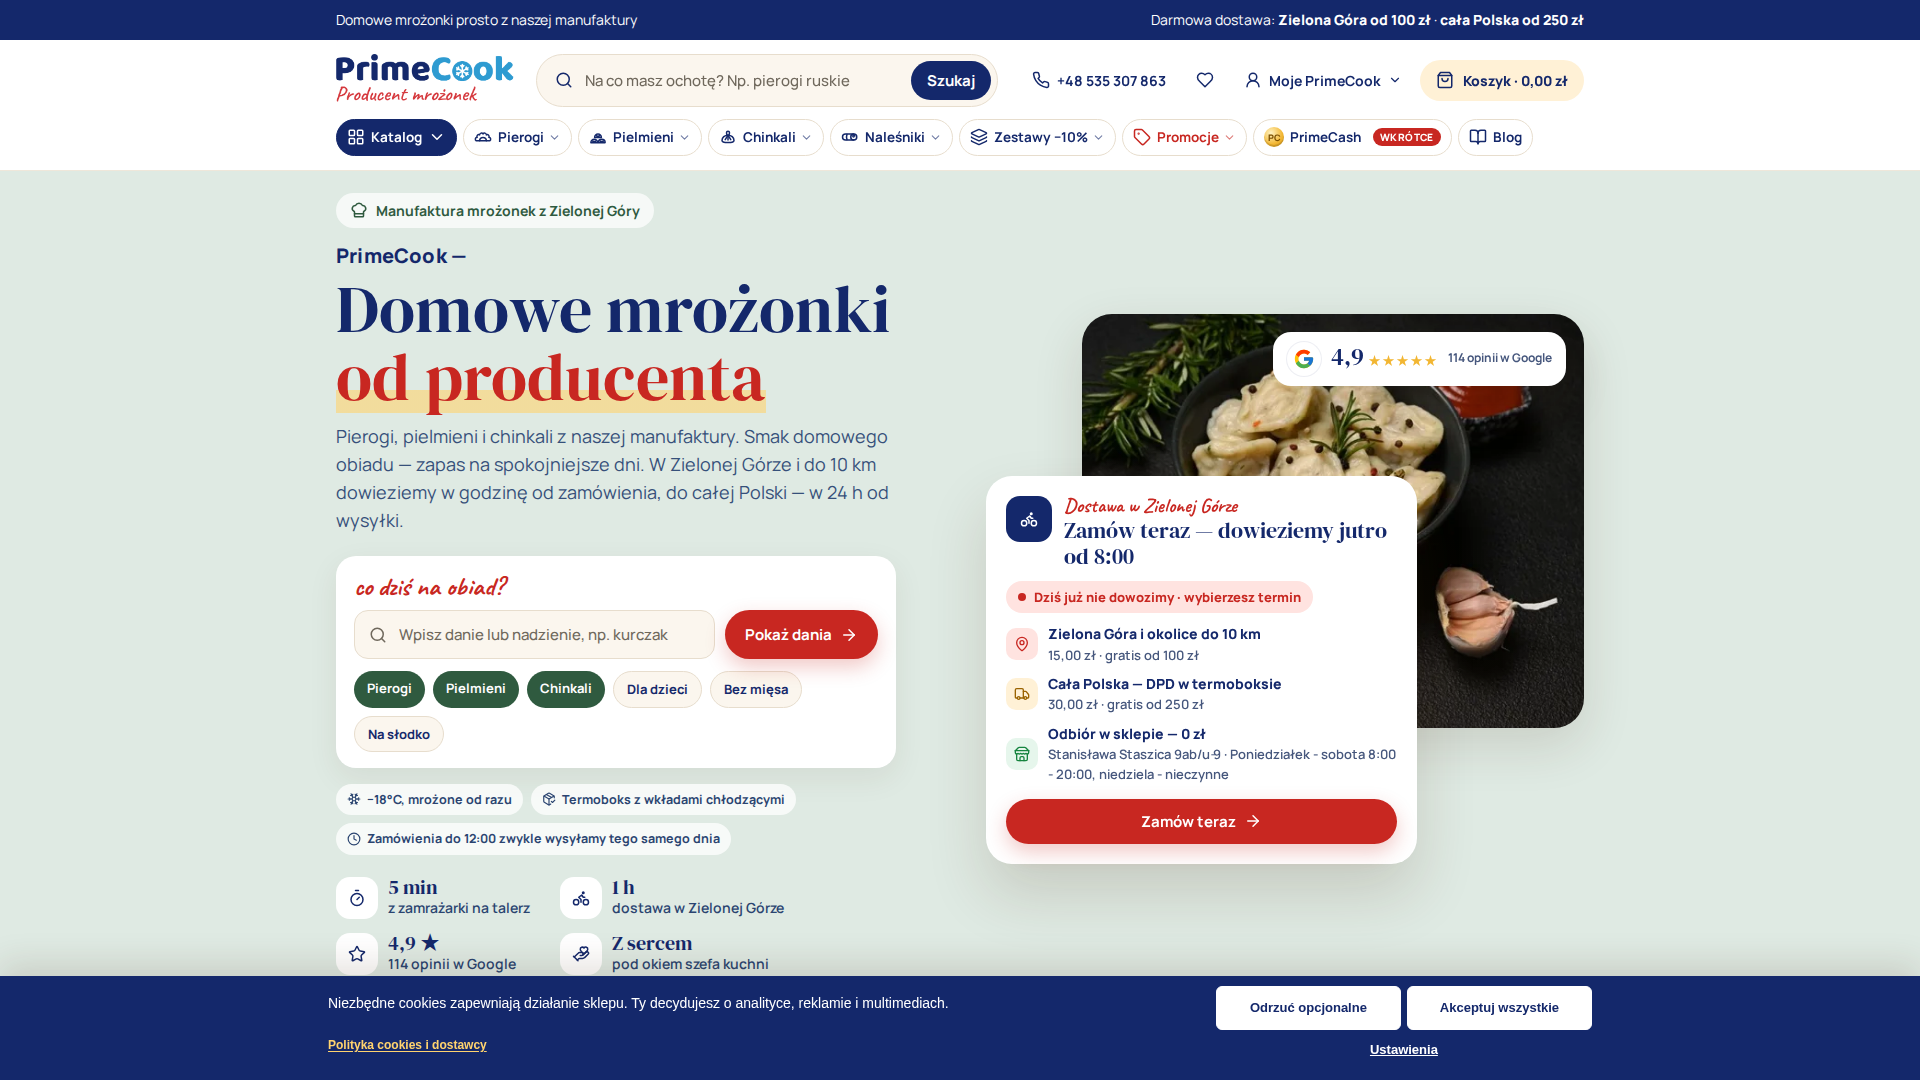 Domowe mrożonki prosto z naszej manufaktury
Darmowa dostawa: Zielona Góra od 100 zł · cała Polska od 250 zł
PrimeCook
Producent mrożonek
Na co masz ochotę? Np. pierogi ruskie
Szukaj
+48 535 307 863
Moje PrimeCook
Koszyk · 0,00 zł
Katalog
Pierogi
Pielmieni
Chinkali
Naleśniki
Zestawy −10%
Promocje
PC PrimeCash WKRÓTCE
Blog
Manufaktura mrożonek z Zielonej Góry
PrimeCook —
Domowe mrożonki
od producenta
Pierogi, pielmieni i chinkali z naszej manufaktury. Smak domowego
obiadu — zapas na spokojniejsze dni. W Zielonej Górze i do 10 km
dowieziemy w godzinę od zamówienia, do całej Polski — w 24 h od
wysyłki.
co dziś na obiad?
Wpisz danie lub nadzienie, np. kurczak
Pokaż dania
Pierogi
Pielmieni
Chinkali
Dla dzieci
Bez mięsa
Na słodko
−18°C, mrożone od razu
Termoboks z wkładami chłodzącymi
Zamówienia do 12:00 zwykle wysyłamy tego samego dnia
5 min
z zamrażarki na talerz
1 h
dostawa w Zielonej Górze
4,9 ★
114 opinii w Google
Z sercem
pod okiem szefa kuchni
4,9 ★★★★★ 114 opinii w Google
Dostawa w Zielonej Górze
Zamów teraz — dowieziemy jutro
od 8:00
Dziś już nie dowozimy · wybierzesz termin
Zielona Góra i okolice do 10 km
15,00 zł · gratis od 100 zł
Cała Polska — DPD w termoboksie
30,00 zł · gratis od 250 zł
Odbiór w sklepie — 0 zł
Stanisława Staszica 9ab/u-9 · Poniedziałek - sobota 8:00
- 20:00, niedziela - nieczynne
Zamów teraz
Niezbędne cookies zapewniają działanie sklepu. Ty decydujesz o analityce, reklamie i multimediach.
Polityka cookies i dostawcy
Odrzuć opcjonalne
Akceptuj wszystkie
Ustawienia